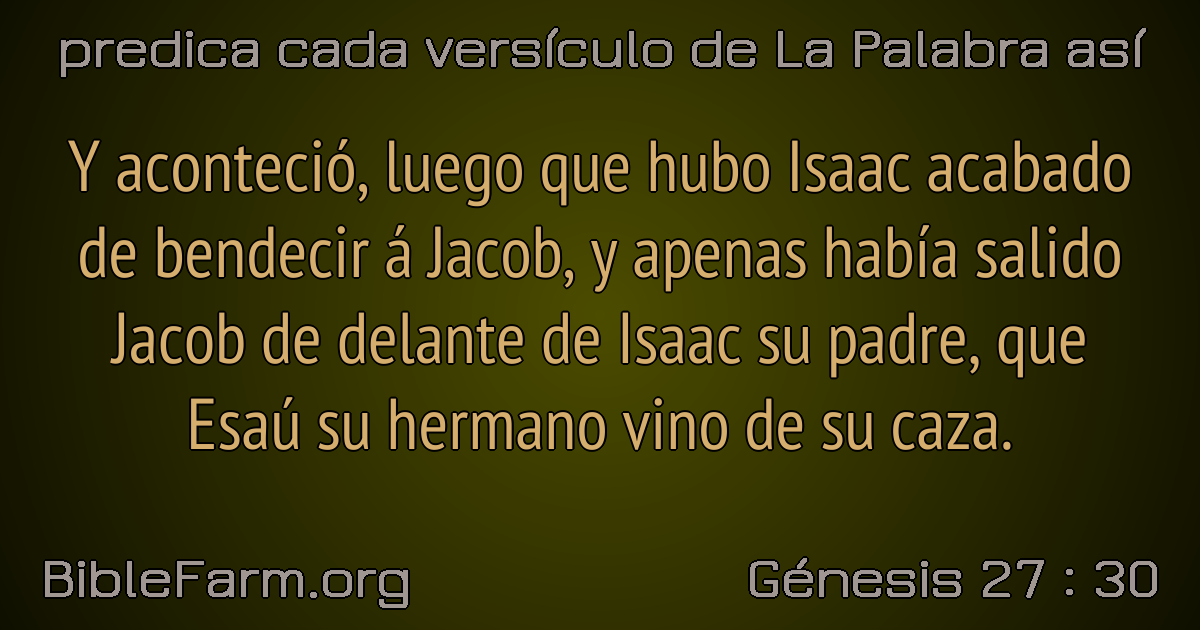 predica cada versículo de La Palabra así
Y aconteció, luego que hubo Isaac acabado
de bendecir á Jacob, y apenas había salido
Jacob de delante de Isaac su padre, que
Esaú su hermano vino de su caza.
BibleFarm.org
Génesis 27 : 30